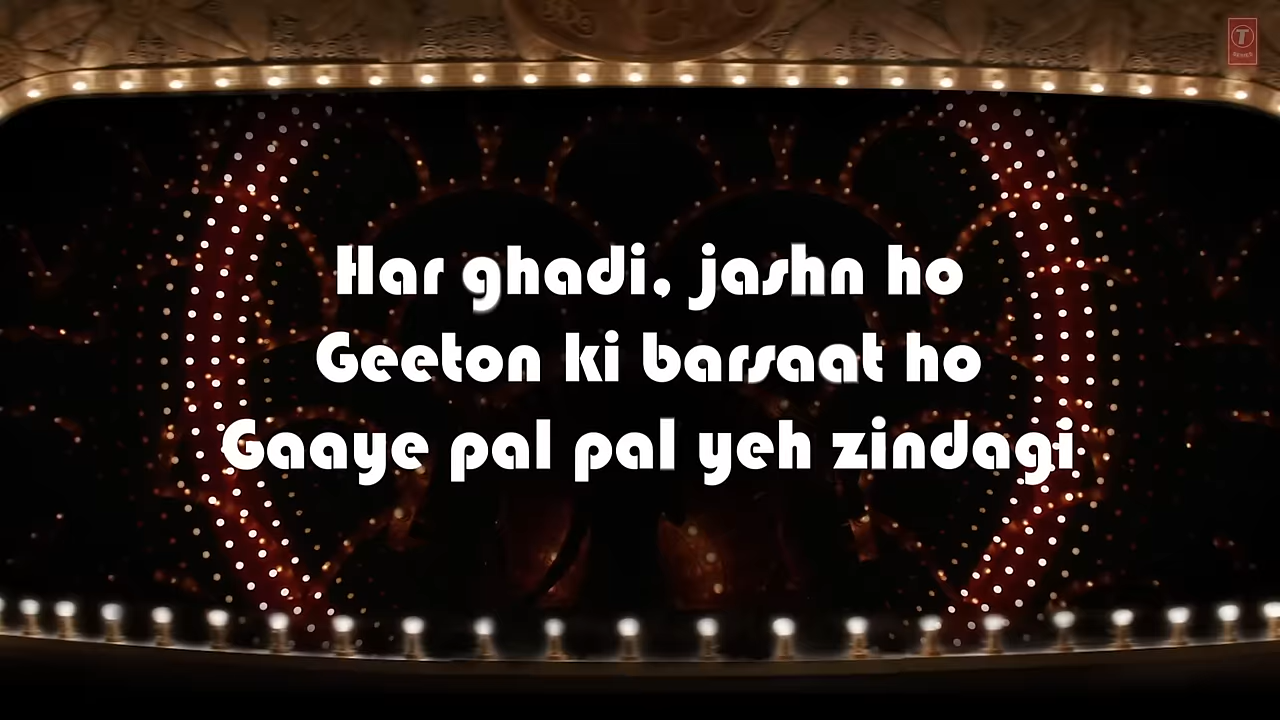 Har ghadi, jashn ho
Geeton ki barsaat ho
Gaaye pal pal yeh zindagi
T